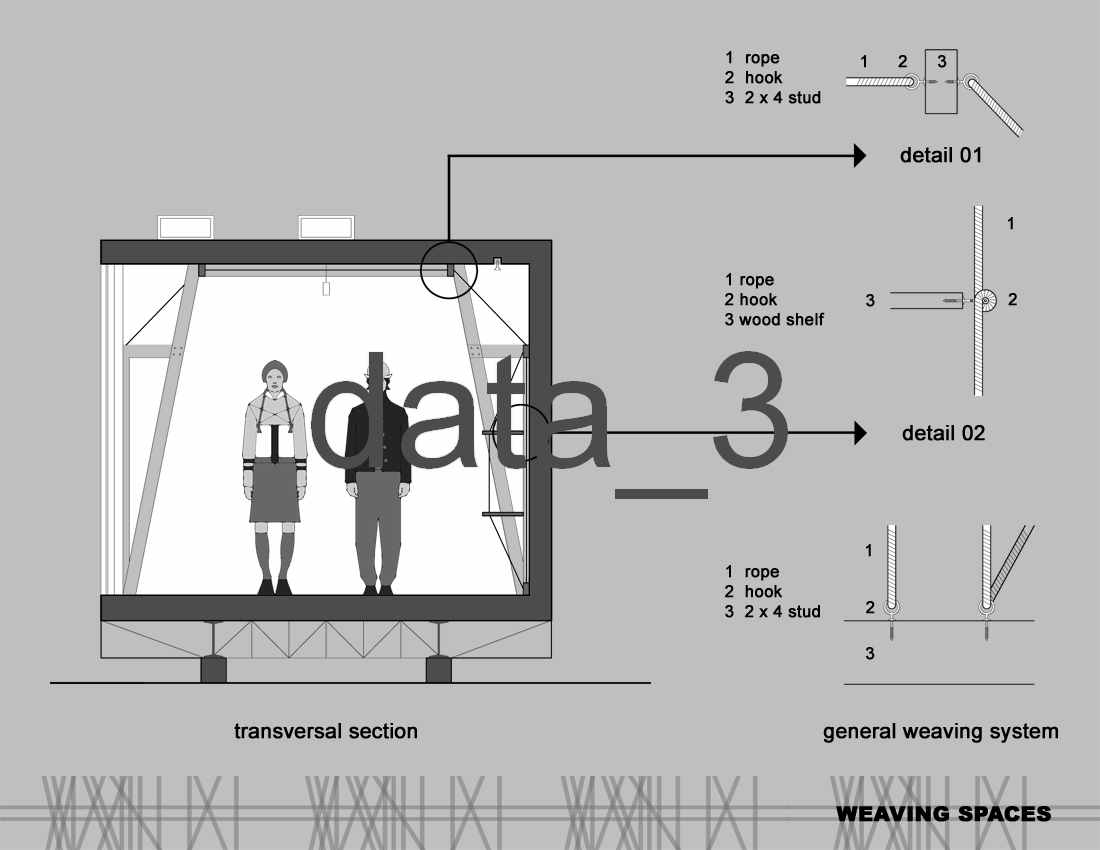 1 rope
2 hook
3 2 x 4 stud
1 2 3
detail 01
1
1 rope
2 hook
3 wood shelf
3 2
data_3
detail 02
1 rope
2 hook
3 2 x 4 stud
1
2
3
transversal section
general weaving system
WEAVING SPACES